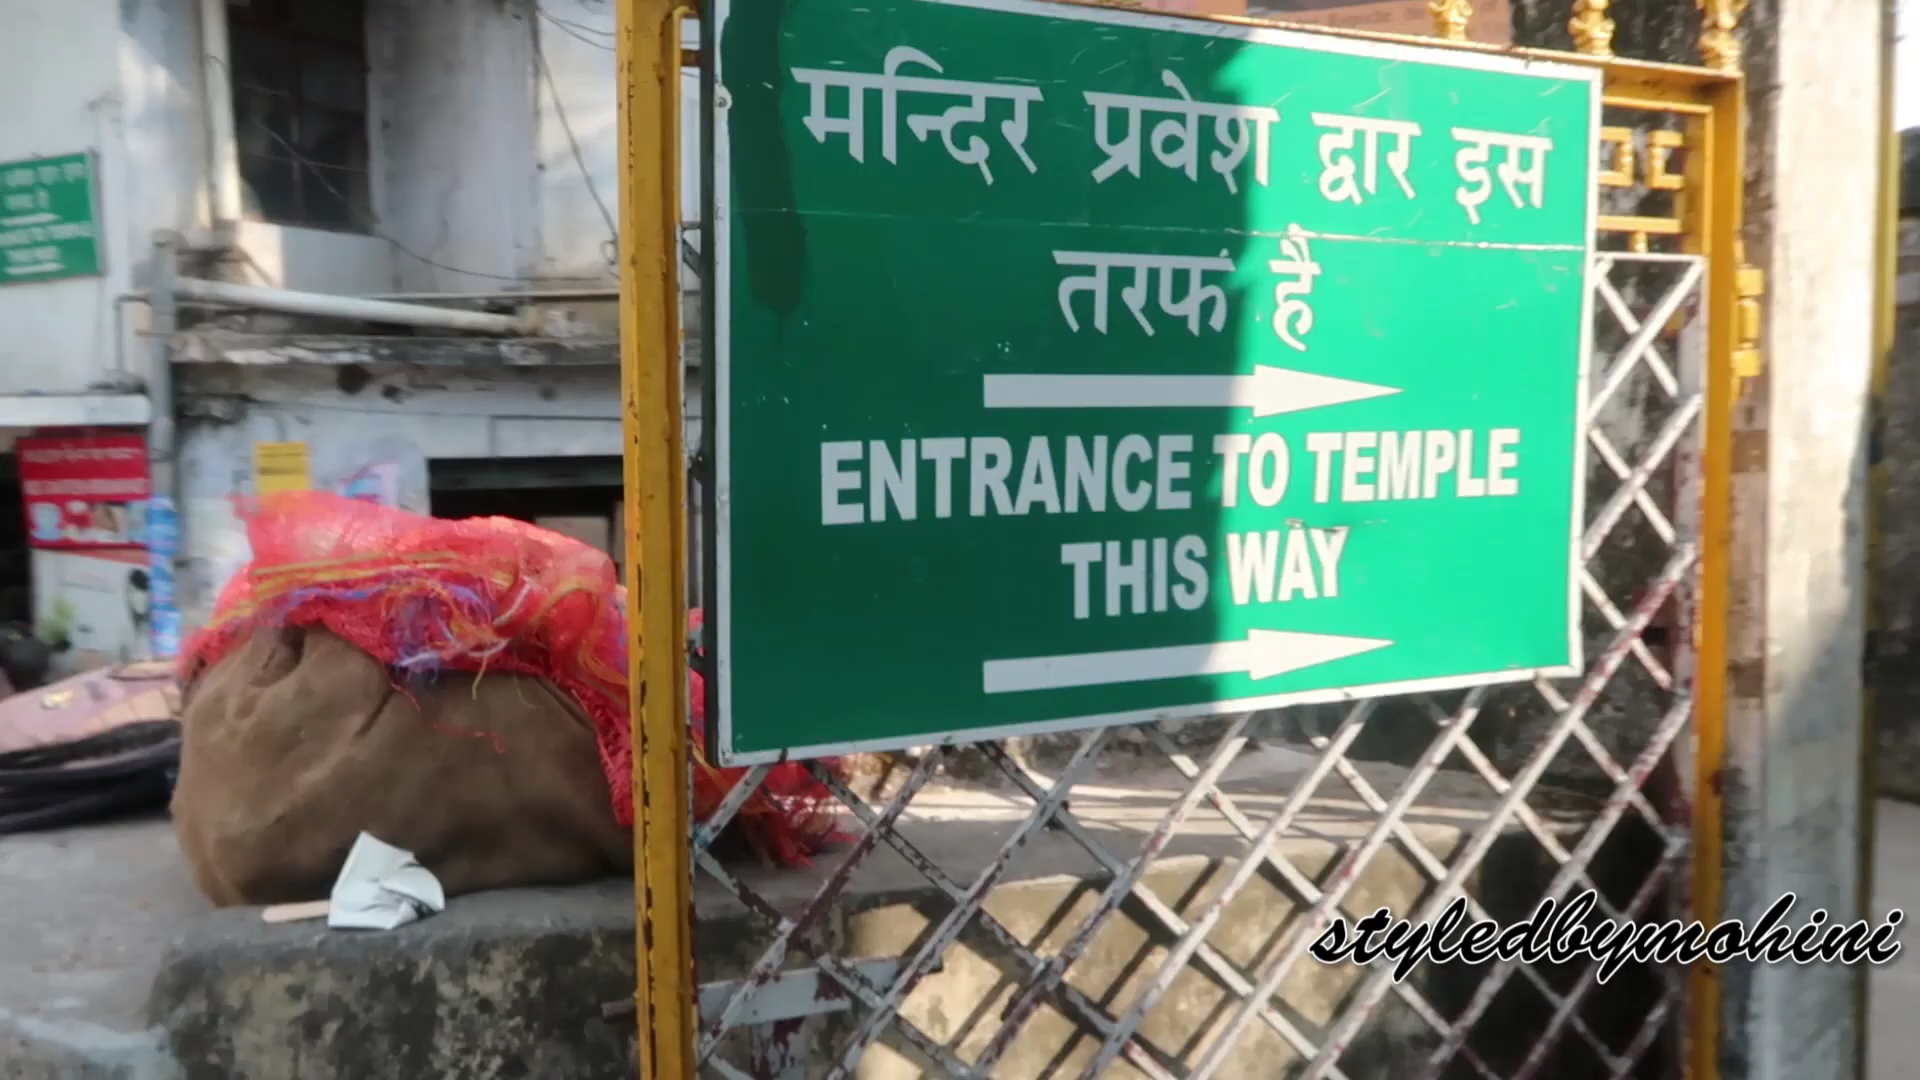 मन्दिर प्रवेश द्वार इस
तरफ है
ENTRANCE TO TEMPLE
THIS WAY
styledbymohini